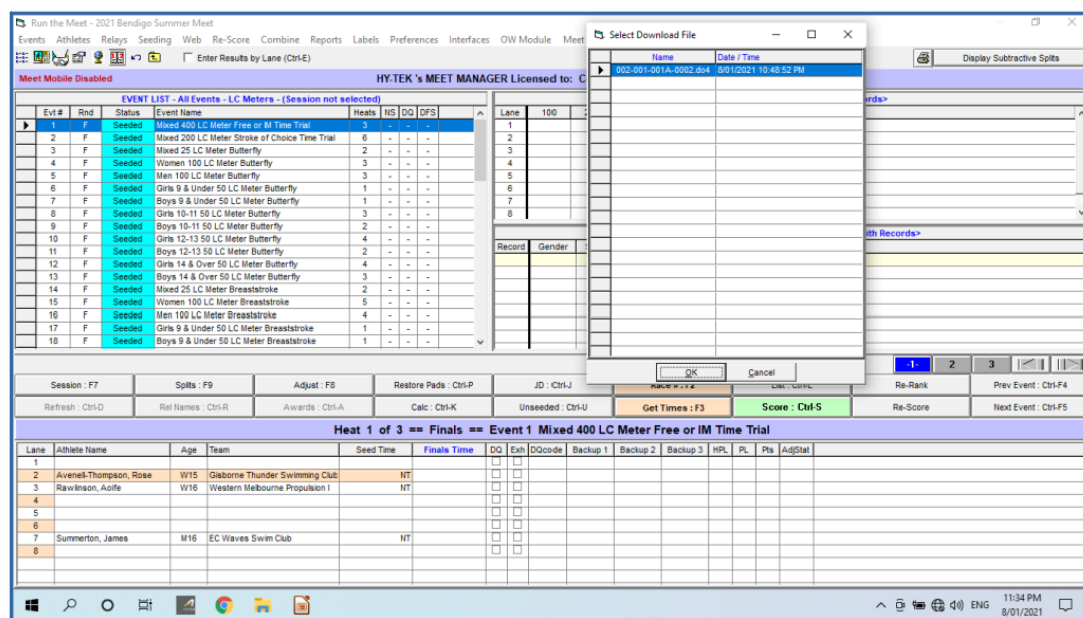 Run the Meet - 2021 Bendigo Summer Meet
Events Athletes Relays Seeding Web Re-Score Combine Reports Labels Preferences Interfaces OW Module Meet
Enter Results by Lane (Ctrl-E)
Display Subtractive Splits
Meet Mobile Disabled
HY-TEK 's MEET MANAGER Licensed to: C
EVENT LIST - All Events - LC Meters - (Session not selected)
Evt # Rnd Status Event Name Heats NS DQ DFS
1 F Seeded Mixed 400 LC Meter Free or IM Time Trial 3 - - -
2 F Seeded Mixed 200 LC Meter Stroke of Choice Time Trial 6 - - -
3 F Seeded Mixed 25 LC Meter Butterfly 2 - - -
4 F Seeded Women 100 LC Meter Butterfly 3 - - -
5 F Seeded Men 100 LC Meter Butterfly 3 - - -
6 F Seeded Girls 9 & Under 50 LC Meter Butterfly 1 - - -
7 F Seeded Boys 9 & Under 50 LC Meter Butterfly 1 - - -
8 F Seeded Girls 10-11 50 LC Meter Butterfly 3 - - -
9 F Seeded Boys 10-11 50 LC Meter Butterfly 2 - - -
10 F Seeded Girls 12-13 50 LC Meter Butterfly 4 - - -
11 F Seeded Boys 12-13 50 LC Meter Butterfly 2 - - -
12 F Seeded Girls 14 & Over 50 LC Meter Butterfly 4 - - -
13 F Seeded Boys 14 & Over 50 LC Meter Butterfly 3 - - -
14 F Seeded Mixed 25 LC Meter Breaststroke 2 - - -
15 F Seeded Women 100 LC Meter Breaststroke 5 - - -
16 F Seeded Men 100 LC Meter Breaststroke 4 - - -
17 F Seeded Girls 9 & Under 50 LC Meter Breaststroke 1 - - -
18 F Seeded Boys 9 & Under 50 LC Meter Breaststroke 1 - - -
rds>
Lane 100 2
1
2
3
4
5
6
7
8
ith Records>
Record Gender
Select Download File
Name Date / Time
002-001-001A-0002.do4 8/01/2021 10:48:52 PM
OK Cancel
-1- 2 3
Session : F7 Splits : F9 Adjust : F8 Restore Pads : Ctrl-P JD : Ctrl-J Race # : F2 List : Ctrl-L Re-Rank Prev Event : Ctrl-F4
Refresh : Ctrl-D Rel Names : Ctrl-R Awards : Ctrl-A Calc : Ctrl-K Unseeded : Ctrl-U Get Times : F3 Score : Ctrl-S Re-Score Next Event : Ctrl-F5
Heat 1 of 3 == Finals == Event 1 Mixed 400 LC Meter Free or IM Time Trial
Lane Athlete Name Age Team Seed Time Finals Time DQ Exh DQcode Backup 1 Backup 2 Backup 3 HPL PL Pts AdjStat
1
2 Avenell-Thompson, Rose W15 Gisborne Thunder Swimming Club NT
3 Rawlinson, Aoife W16 Western Melbourne Propulsion I NT
4
5
6
7 Summerton, James M16 EC Waves Swim Club NT
8
ENG
11:34 PM
8/01/2021